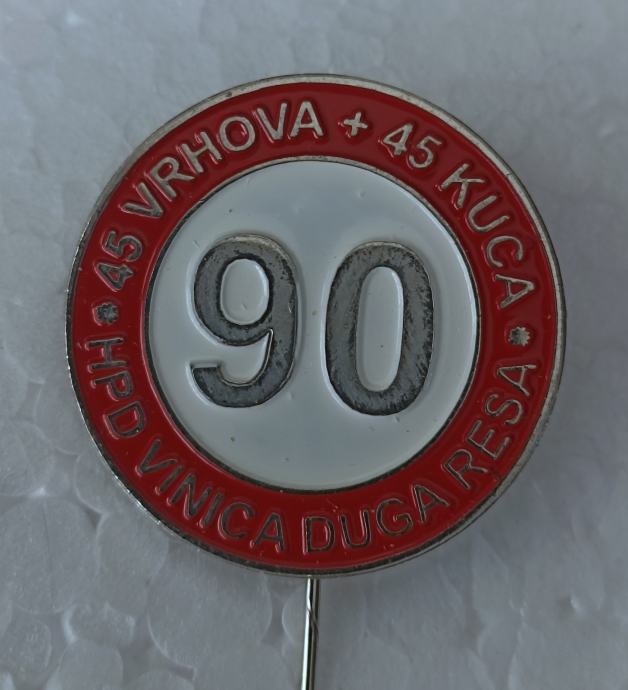 45 VRHOVA + 45 KUCA
90
HPD VINICA DUGA RESA